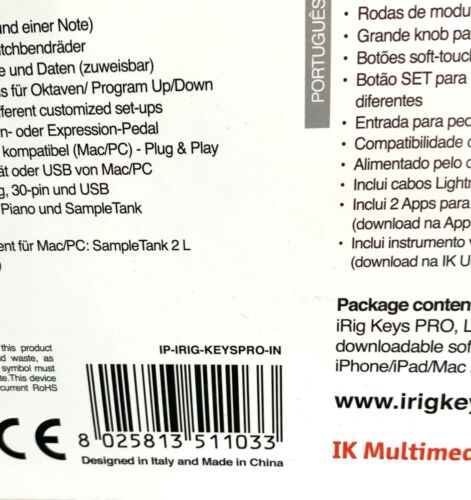 und einer Note)
tchbendräder
e und Daten (zuweisbar)
s für Oktaven/ Program Up/Down
fferent customized set-ups
n- oder Expression-Pedal
kompatibel (Mac/PC) - Plug & Play
ät oder USB von Mac/PC
g, 30-pin und USB
Piano und SampleTank
ent für Mac/PC: SampleTank 2 L
)
this product
d waste, as
symbol must
te.This device
current RoHS
CE
IP-IRIG-KEYSPRO-IN
8 025813 511033
Designed in Italy and Made in China
PORTUGUÊS
• Rodas de modu
• Grande knob pa
• Botões soft-touch
• Botão SET para
diferentes
• Entrada para ped
• Compatibilidade
• Alimentado pelo
• Inclui cabos Lightn
• Inclui 2 Apps para
(download na App
• Inclui instrumento v
(download na IK U
Package conten
iRig Keys PRO, L
downloadable sof
iPhone/iPad/Mac
www.irigkey
IK Multimed